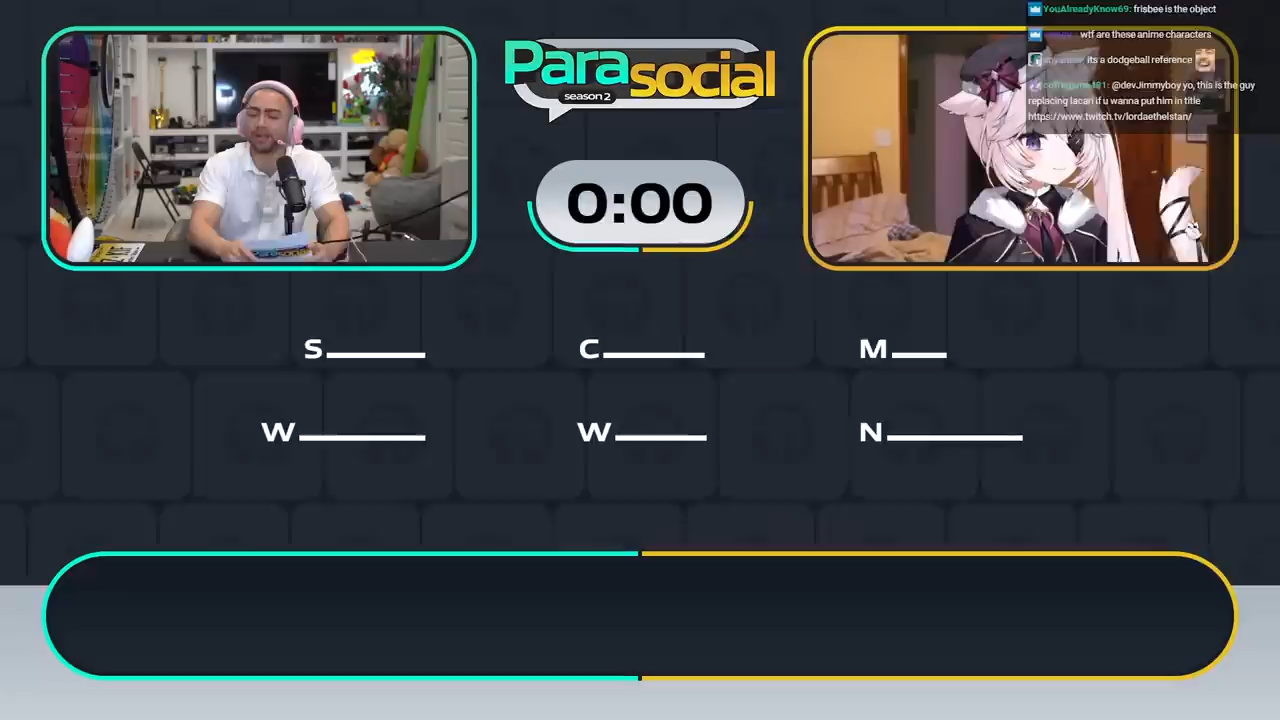 YouAlreadyKnow69: frisbee is the object
wtf are these anime characters
its a dodgeball reference
@devJimmyboy yo, this is the guy
replacing lacari if u wanna put him in title
https://www.twitch.tv/lordaethelstan/
Parasocial
season 2
0:00
S C M
W W N